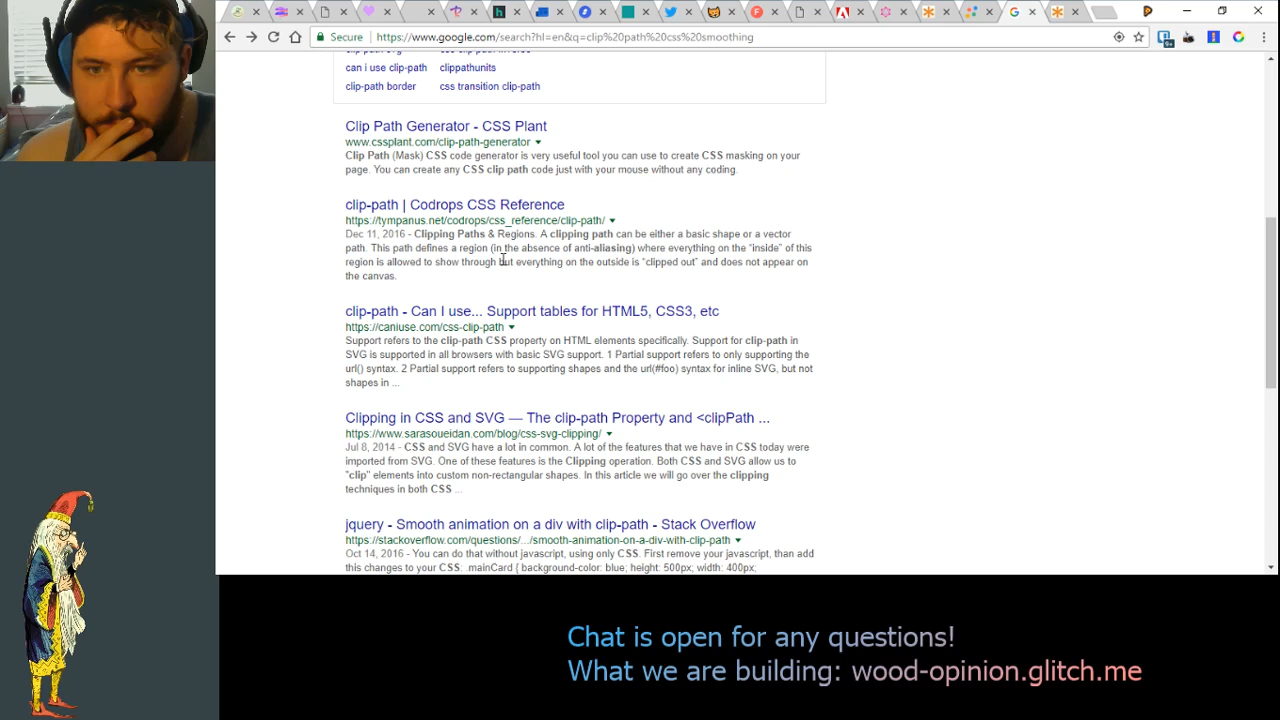 Secure https://www.google.com/search?hl=en&q=clip%20path%20css%20smoothing
can i use clip-path clippathunits
clip-path border css transition clip-path
Clip Path Generator - CSS Plant
www.cssplant.com/clip-path-generator
Clip Path (Mask) CSS code generator is very useful tool you can use to create CSS masking on your
page. You can create any CSS clip path code just with your mouse without any coding.
clip-path | Codrops CSS Reference
https://tympanus.net/codrops/css_reference/clip-path/
Dec 11, 2016 - Clipping Paths & Regions. A clipping path can be either a basic shape or a vector
path. This path defines a region (in the absence of anti-aliasing) where everything on the “inside” of this
region is allowed to show through but everything on the outside is “clipped out” and does not appear on
the canvas.
clip-path - Can I use... Support tables for HTML5, CSS3, etc
https://caniuse.com/css-clip-path
Support refers to the clip-path CSS property on HTML elements specifically. Support for clip-path in
SVG is supported in all browsers with basic SVG support. 1 Partial support refers to only supporting the
url() syntax. 2 Partial support refers to supporting shapes and the url(#foo) syntax for inline SVG, but not
shapes in ...
Clipping in CSS and SVG — The clip-path Property and <clipPath ...
https://www.sarasoueidan.com/blog/css-svg-clipping/
Jul 8, 2014 - CSS and SVG have a lot in common. A lot of the features that we have in CSS today were
imported from SVG. One of these features is the Clipping operation. Both CSS and SVG allow us to
"clip" elements into custom non-rectangular shapes. In this article we will go over the clipping
techniques in both CSS ...
jquery - Smooth animation on a div with clip-path - Stack Overflow
https://stackoverflow.com/questions/.../smooth-animation-on-a-div-with-clip-path
Oct 14, 2016 - You can do that without javascript, using only CSS. First remove your javascript, than add
this changes to your CSS: .mainCard { background-color: blue; height: 500px; width: 400px;
Chat is open for any questions!
What we are building: wood-opinion.glitch.me